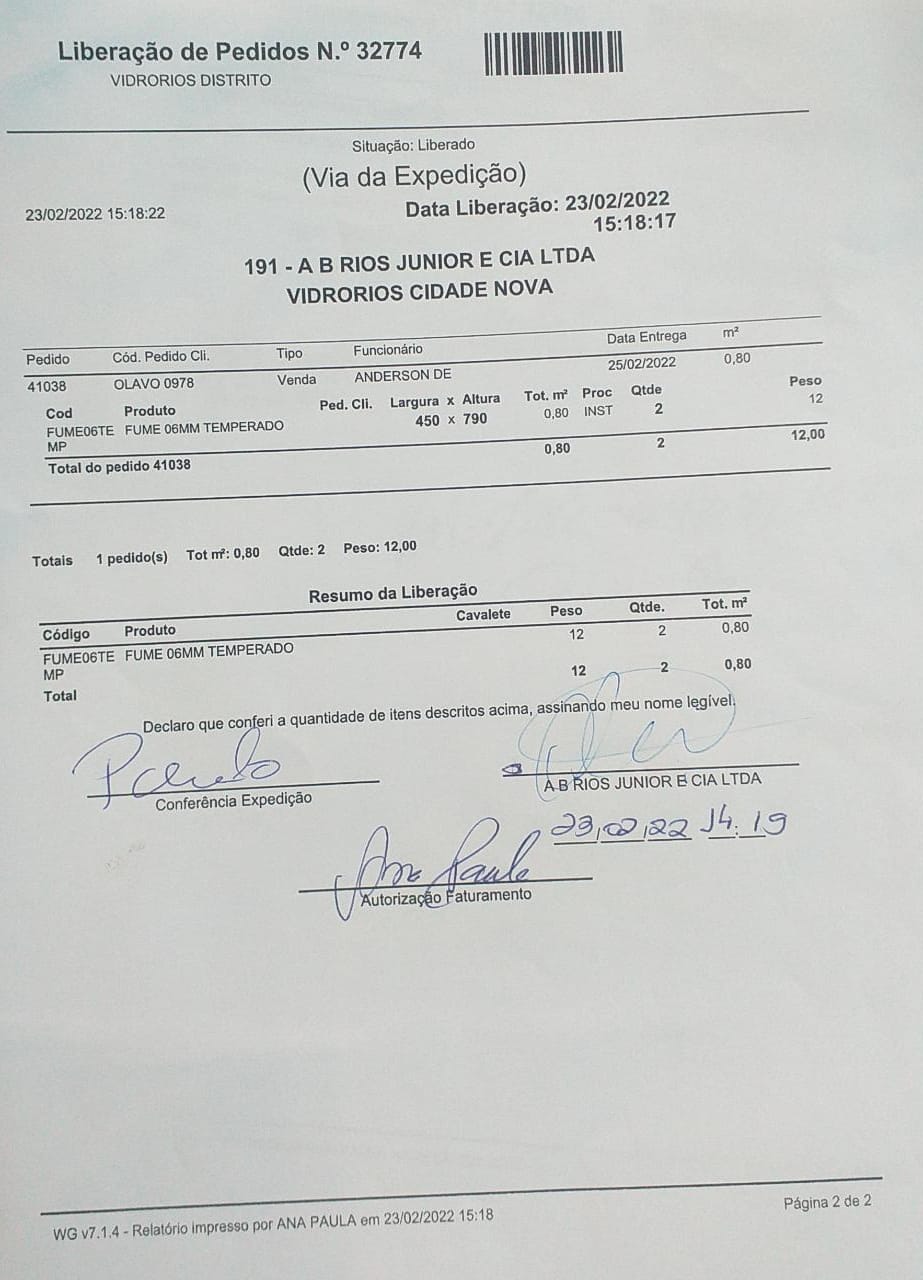 Liberação de Pedidos N.º 32774
VIDRORIOS DISTRITO
Situação: Liberado
(Via da Expedição)
23/02/2022 15:18:22
Data Liberação: 23/02/2022
15:18:17
191 - A B RIOS JUNIOR E CIA LTDA
VIDRORIOS CIDADE NOVA
Pedido Cód. Pedido Cli. Tipo Funcionário Data Entrega m²
41038 OLAVO 0978 Venda ANDERSON DE 25/02/2022 0,80
Cod Produto Ped. Cli. Largura x Altura Tot. m² Proc Qtde Peso
FUME06TE FUME 06MM TEMPERADO 450 x 790 0,80 INST 2 12
MP
Total do pedido 41038 0,80 2 12,00
Totais 1 pedido(s) Tot m²: 0,80 Qtde: 2 Peso: 12,00
Resumo da Liberação
Código Produto Cavalete Peso Qtde. Tot. m²
FUME06TE FUME 06MM TEMPERADO 12 2 0,80
MP
Total 12 2 0,80
Declaro que conferi a quantidade de itens descritos acima, assinando meu nome legível.
Conferência Expedição
A B RIOS JUNIOR E CIA LTDA
23,02,22 14:19
Ana Paula
Autorização Faturamento
WG v7.1.4 - Relatório impresso por ANA PAULA em 23/02/2022 15:18
Página 2 de 2